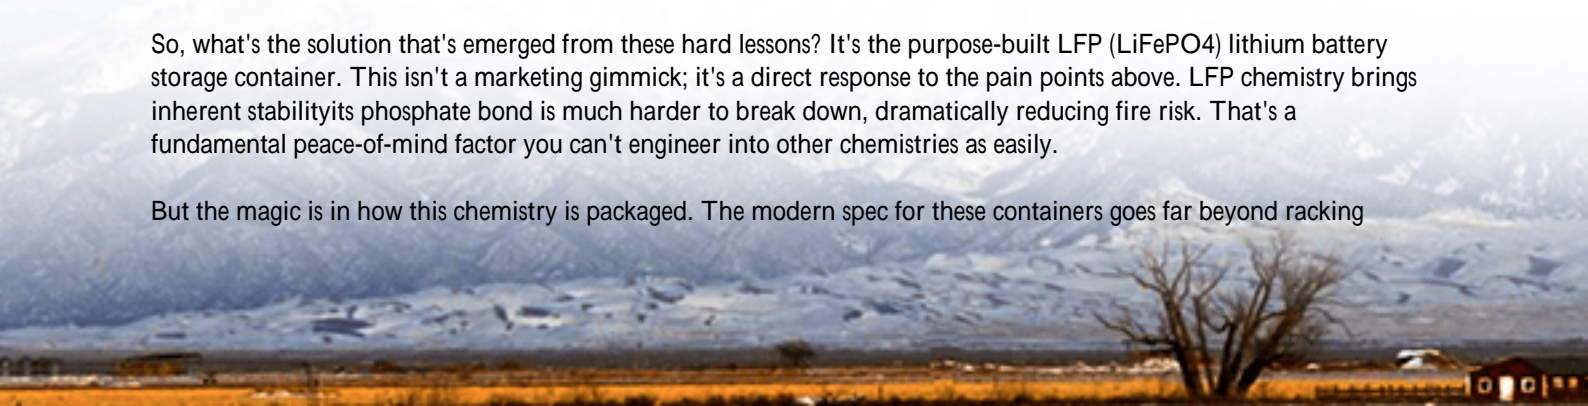 So, what's the solution that's emerged from these hard lessons? It's the purpose-built LFP (LiFePO4) lithium battery
storage container. This isn't a marketing gimmick; it's a direct response to the pain points above. LFP chemistry brings
inherent stabilityits phosphate bond is much harder to break down, dramatically reducing fire risk. That's a
fundamental peace-of-mind factor you can't engineer into other chemistries as easily.
But the magic is in how this chemistry is packaged. The modern spec for these containers goes far beyond racking